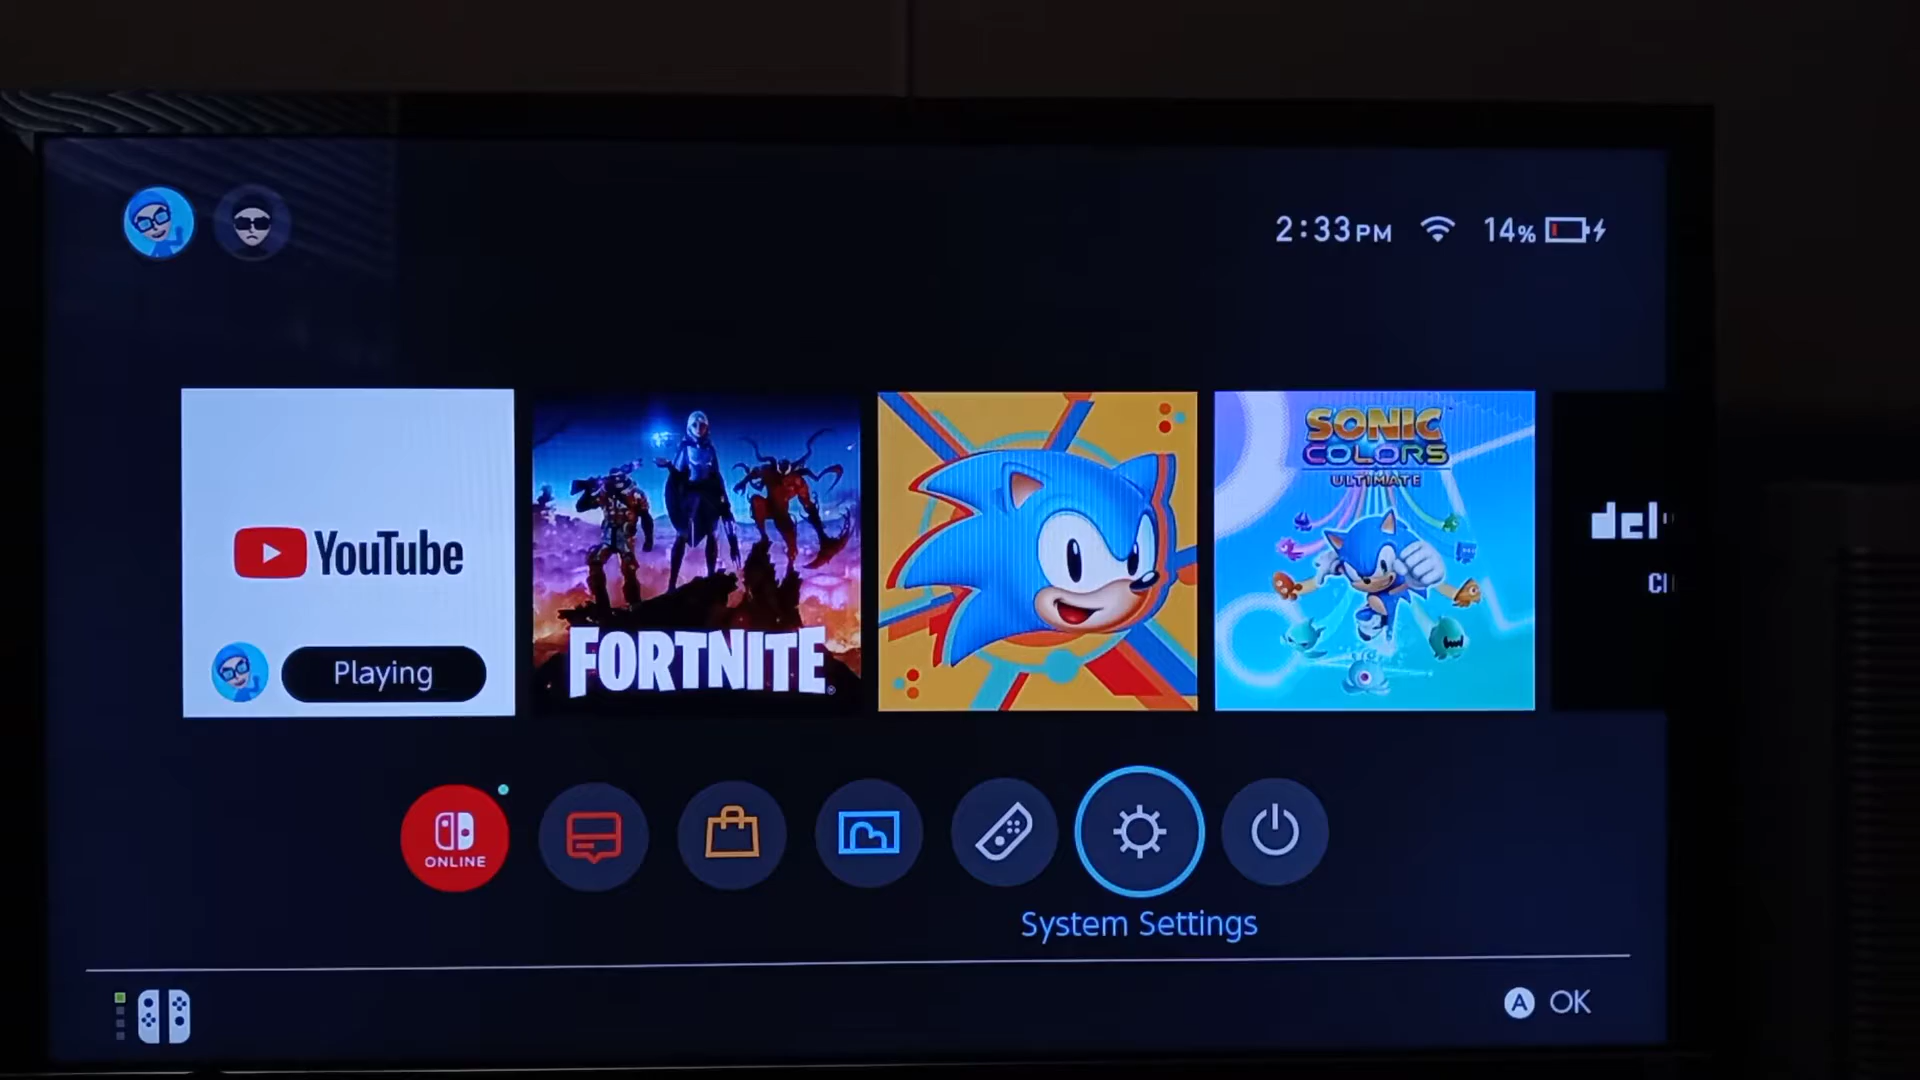 2:33PM 14%
YouTube
Playing
FORTNITE
SONIC
COLORS
ULTIMATE
ONLINE
System Settings
A OK